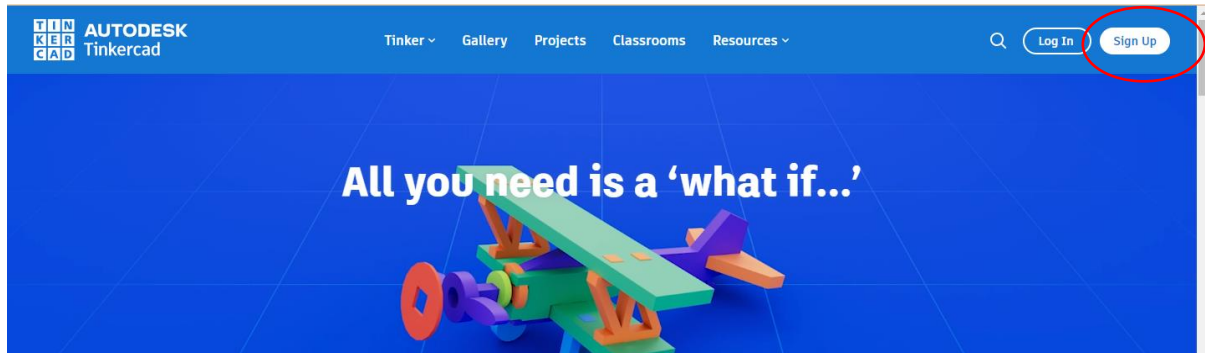 TIN
KER
CAD
AUTODESK
Tinkercad
Tinker Gallery Projects Classrooms Resources
Log In Sign Up
All you need is a ‘what if...’